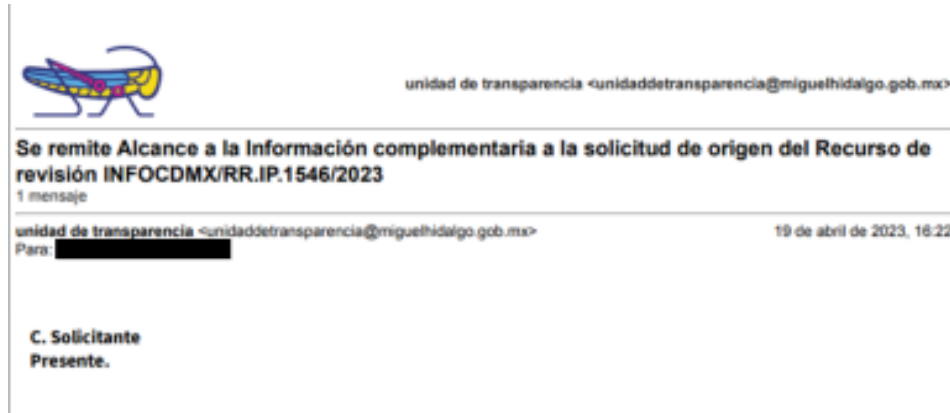 unidad de transparencia <unidaddetransparencia@miguelhidalgo.gob.mx>
Se remite Alcance a la Información complementaria a la solicitud de origen del Recurso de
revisión INFOCDMX/RR.IP.1546/2023
1 mensaje
unidad de transparencia <unidaddetransparencia@miguelhidalgo.gob.mx> 19 de abril de 2023, 16:22
Para:
C. Solicitante
Presente.